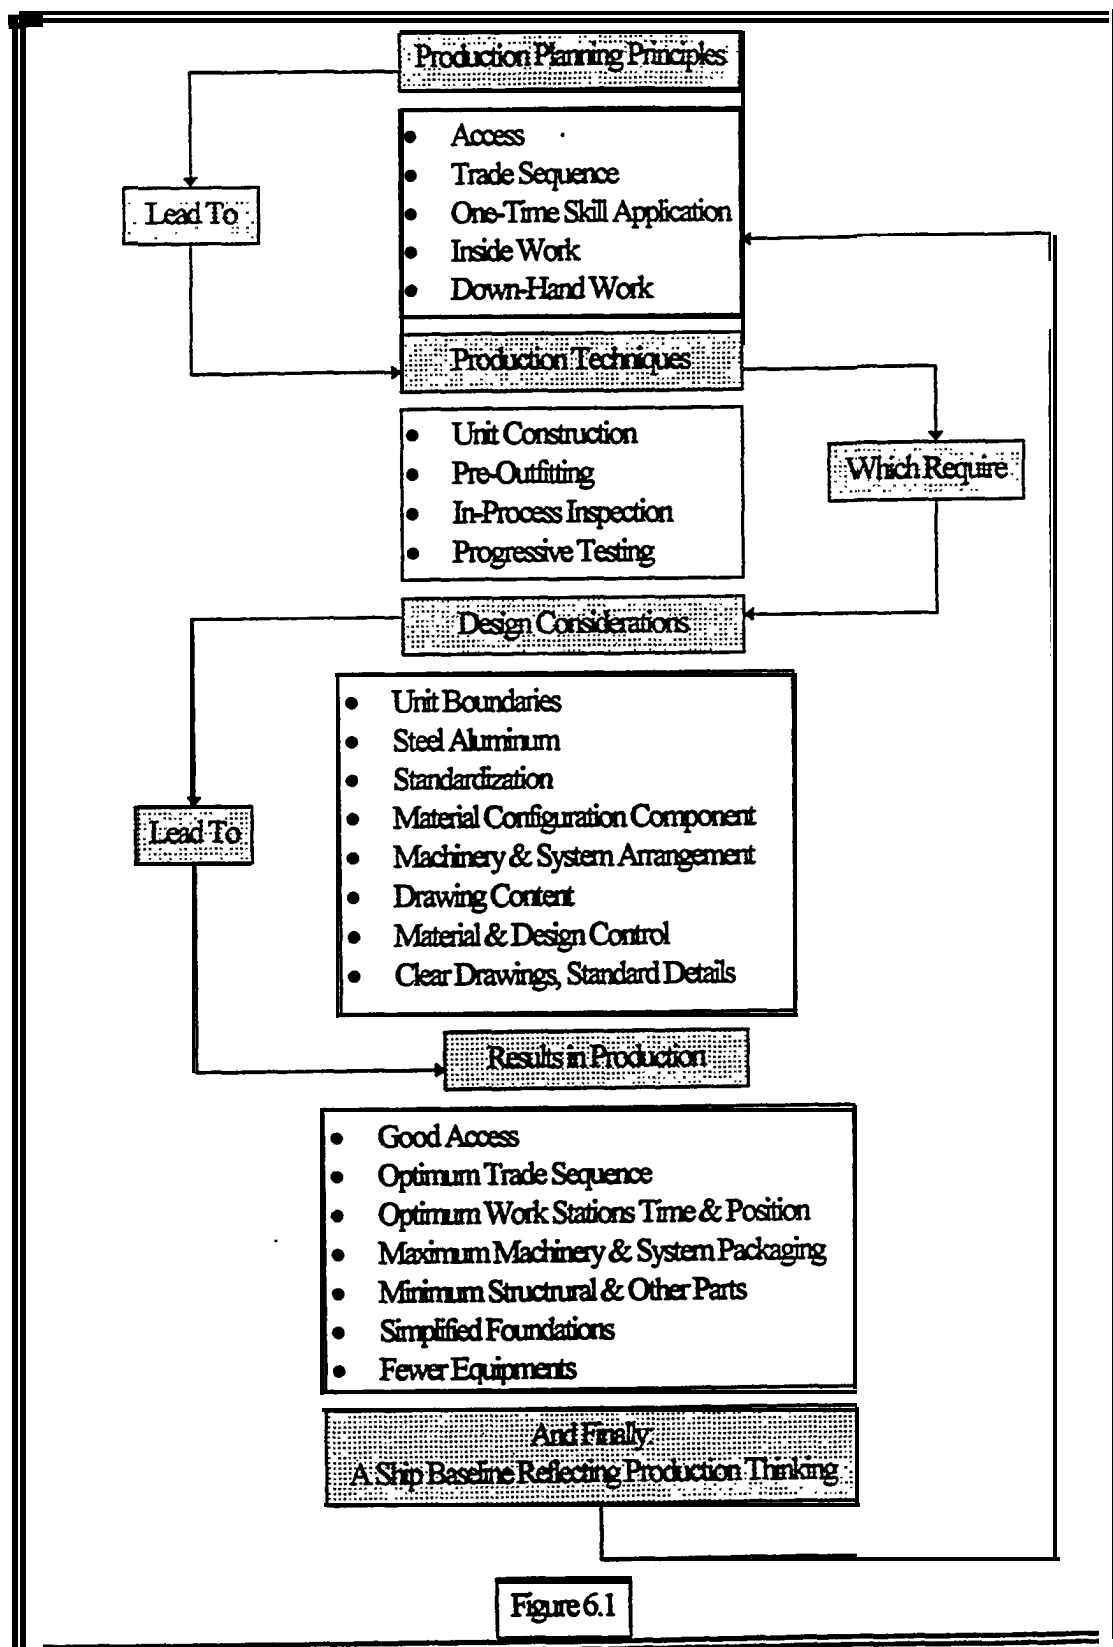 Production Planning Principles
• Access
• Trade Sequence
Lead To
• One-Time Skill Application
• Inside Work
• Down-Hand Work
Production Techniques
• Unit Construction
Which Require
• Pre-Outfitting
• In-Process Inspection
• Progressive Testing
Design Considerations
• Unit Boundaries
• Steel Aluminum
• Standardization
• Material Configuration Component
Lead To
• Machinery & System Arrangement
• Drawing Content
• Material & Design Control
• Clear Drawings, Standard Details
Results in Production
• Good Access
• Optimum Trade Sequence
• Optimum Work Stations Time & Position
• Maximum Machinery & System Packaging
• Minimum Structrural & Other Parts
• Simplified Foundations
• Fewer Equipments
And Finally:
A Ship Baseline Reflecting Production Thinking
Figure 6.1